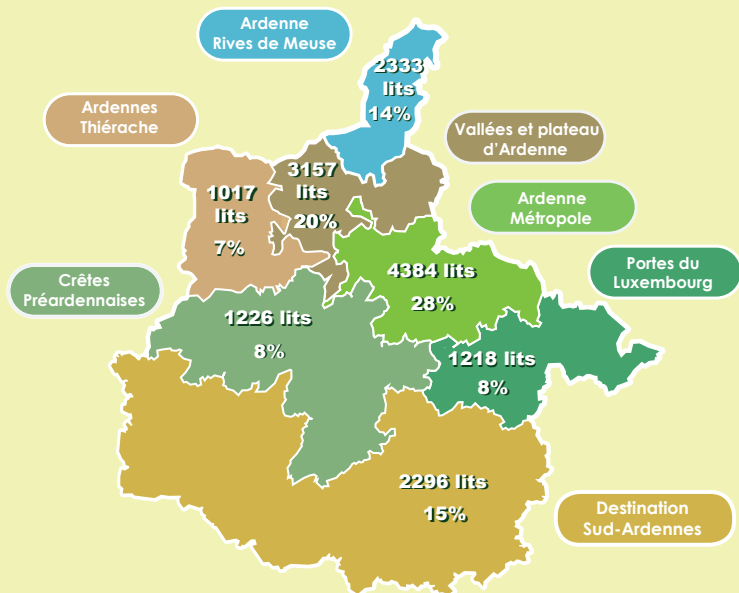 Ardenne
Rives de Meuse
2333
lits
14%
Ardennes
Thiérache
Vallées et plateau
d'Ardenne
3157
lits
20%
1017
lits
7%
Ardenne
Métropole
4384 lits
28%
Portes du
Luxembourg
Crêtes
Préardennaises
1226 lits
8%
1218 lits
8%
2296 lits
15%
Destination
Sud-Ardennes